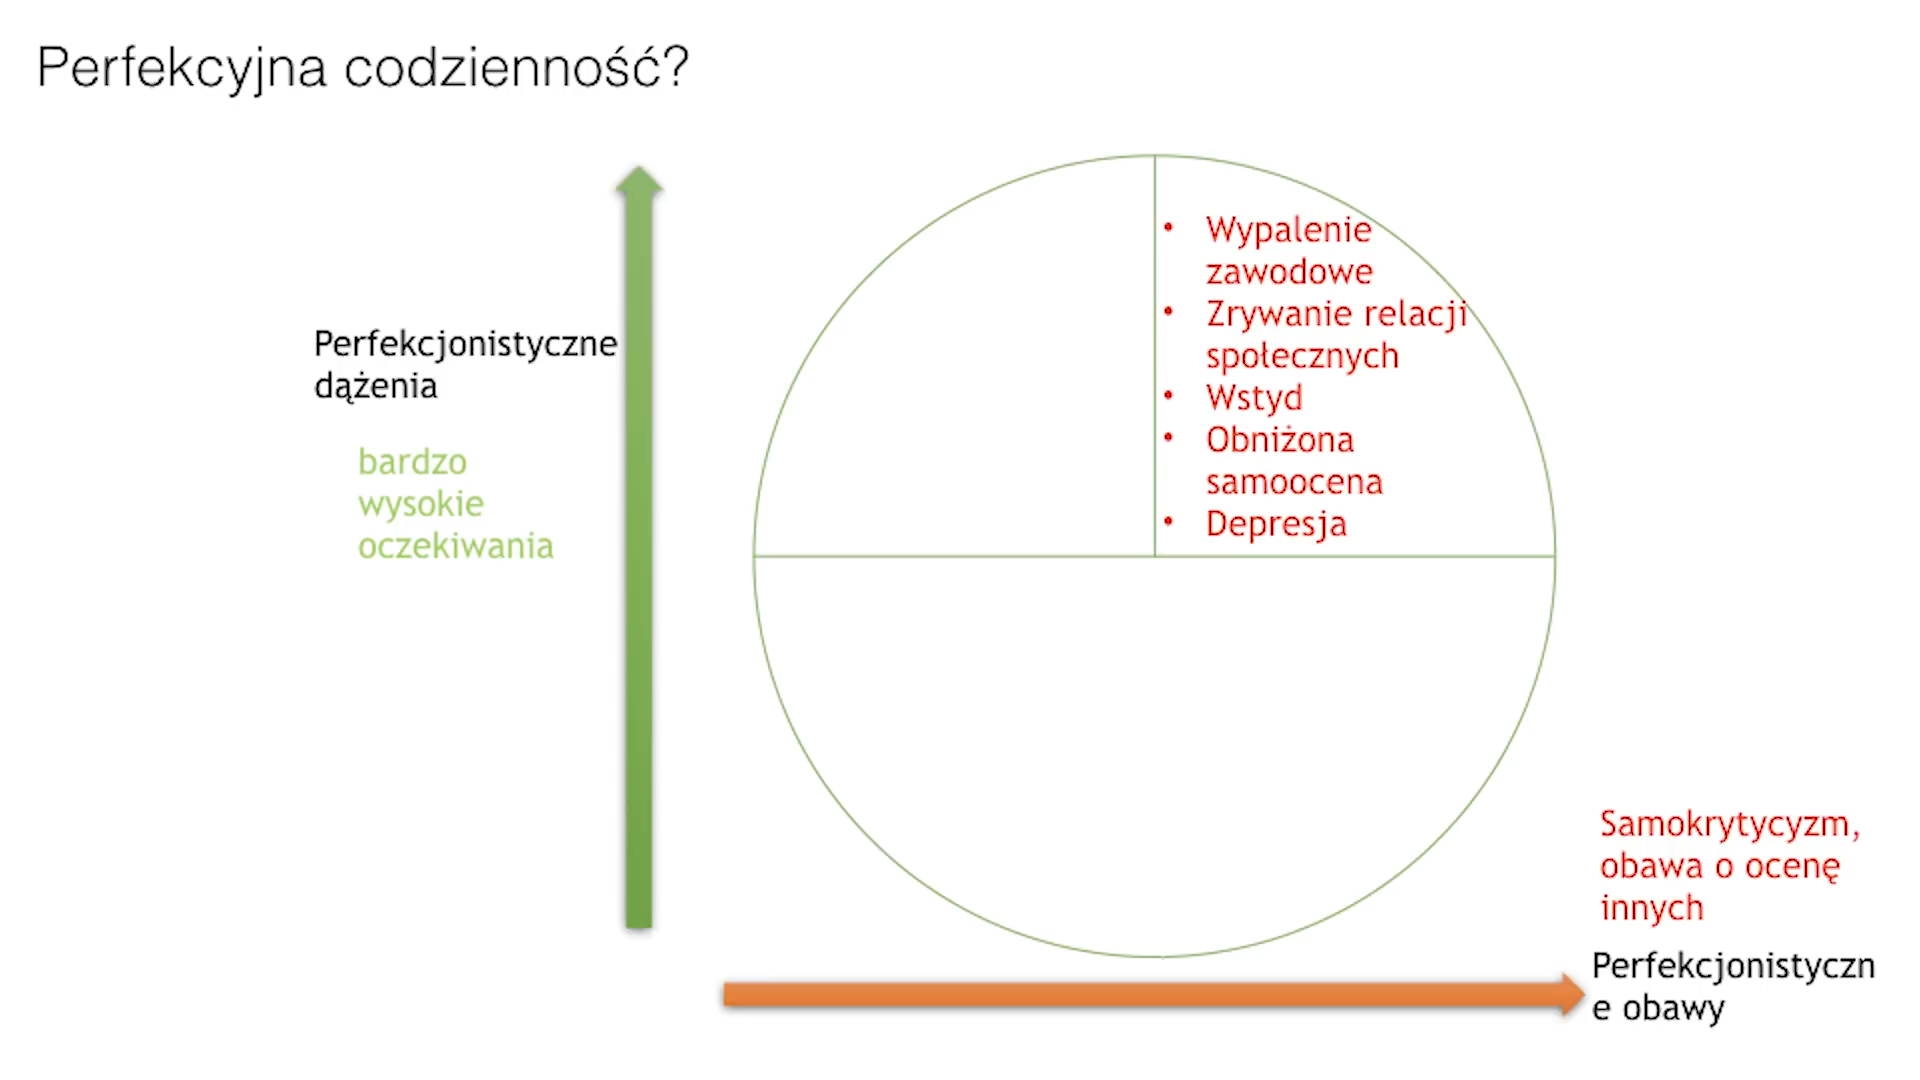 Perfekcyjna codzienność?
Perfekcjonistyczne
dążenia
bardzo
wysokie
oczekiwania
• Wypalenie
zawodowe
• Zrywanie relacji
społecznych
• Wstyd
• Obniżona
samoocena
• Depresja
Samokrytycyzm,
obawa o ocenę
innych
Perfekcjonistyczn
e obawy